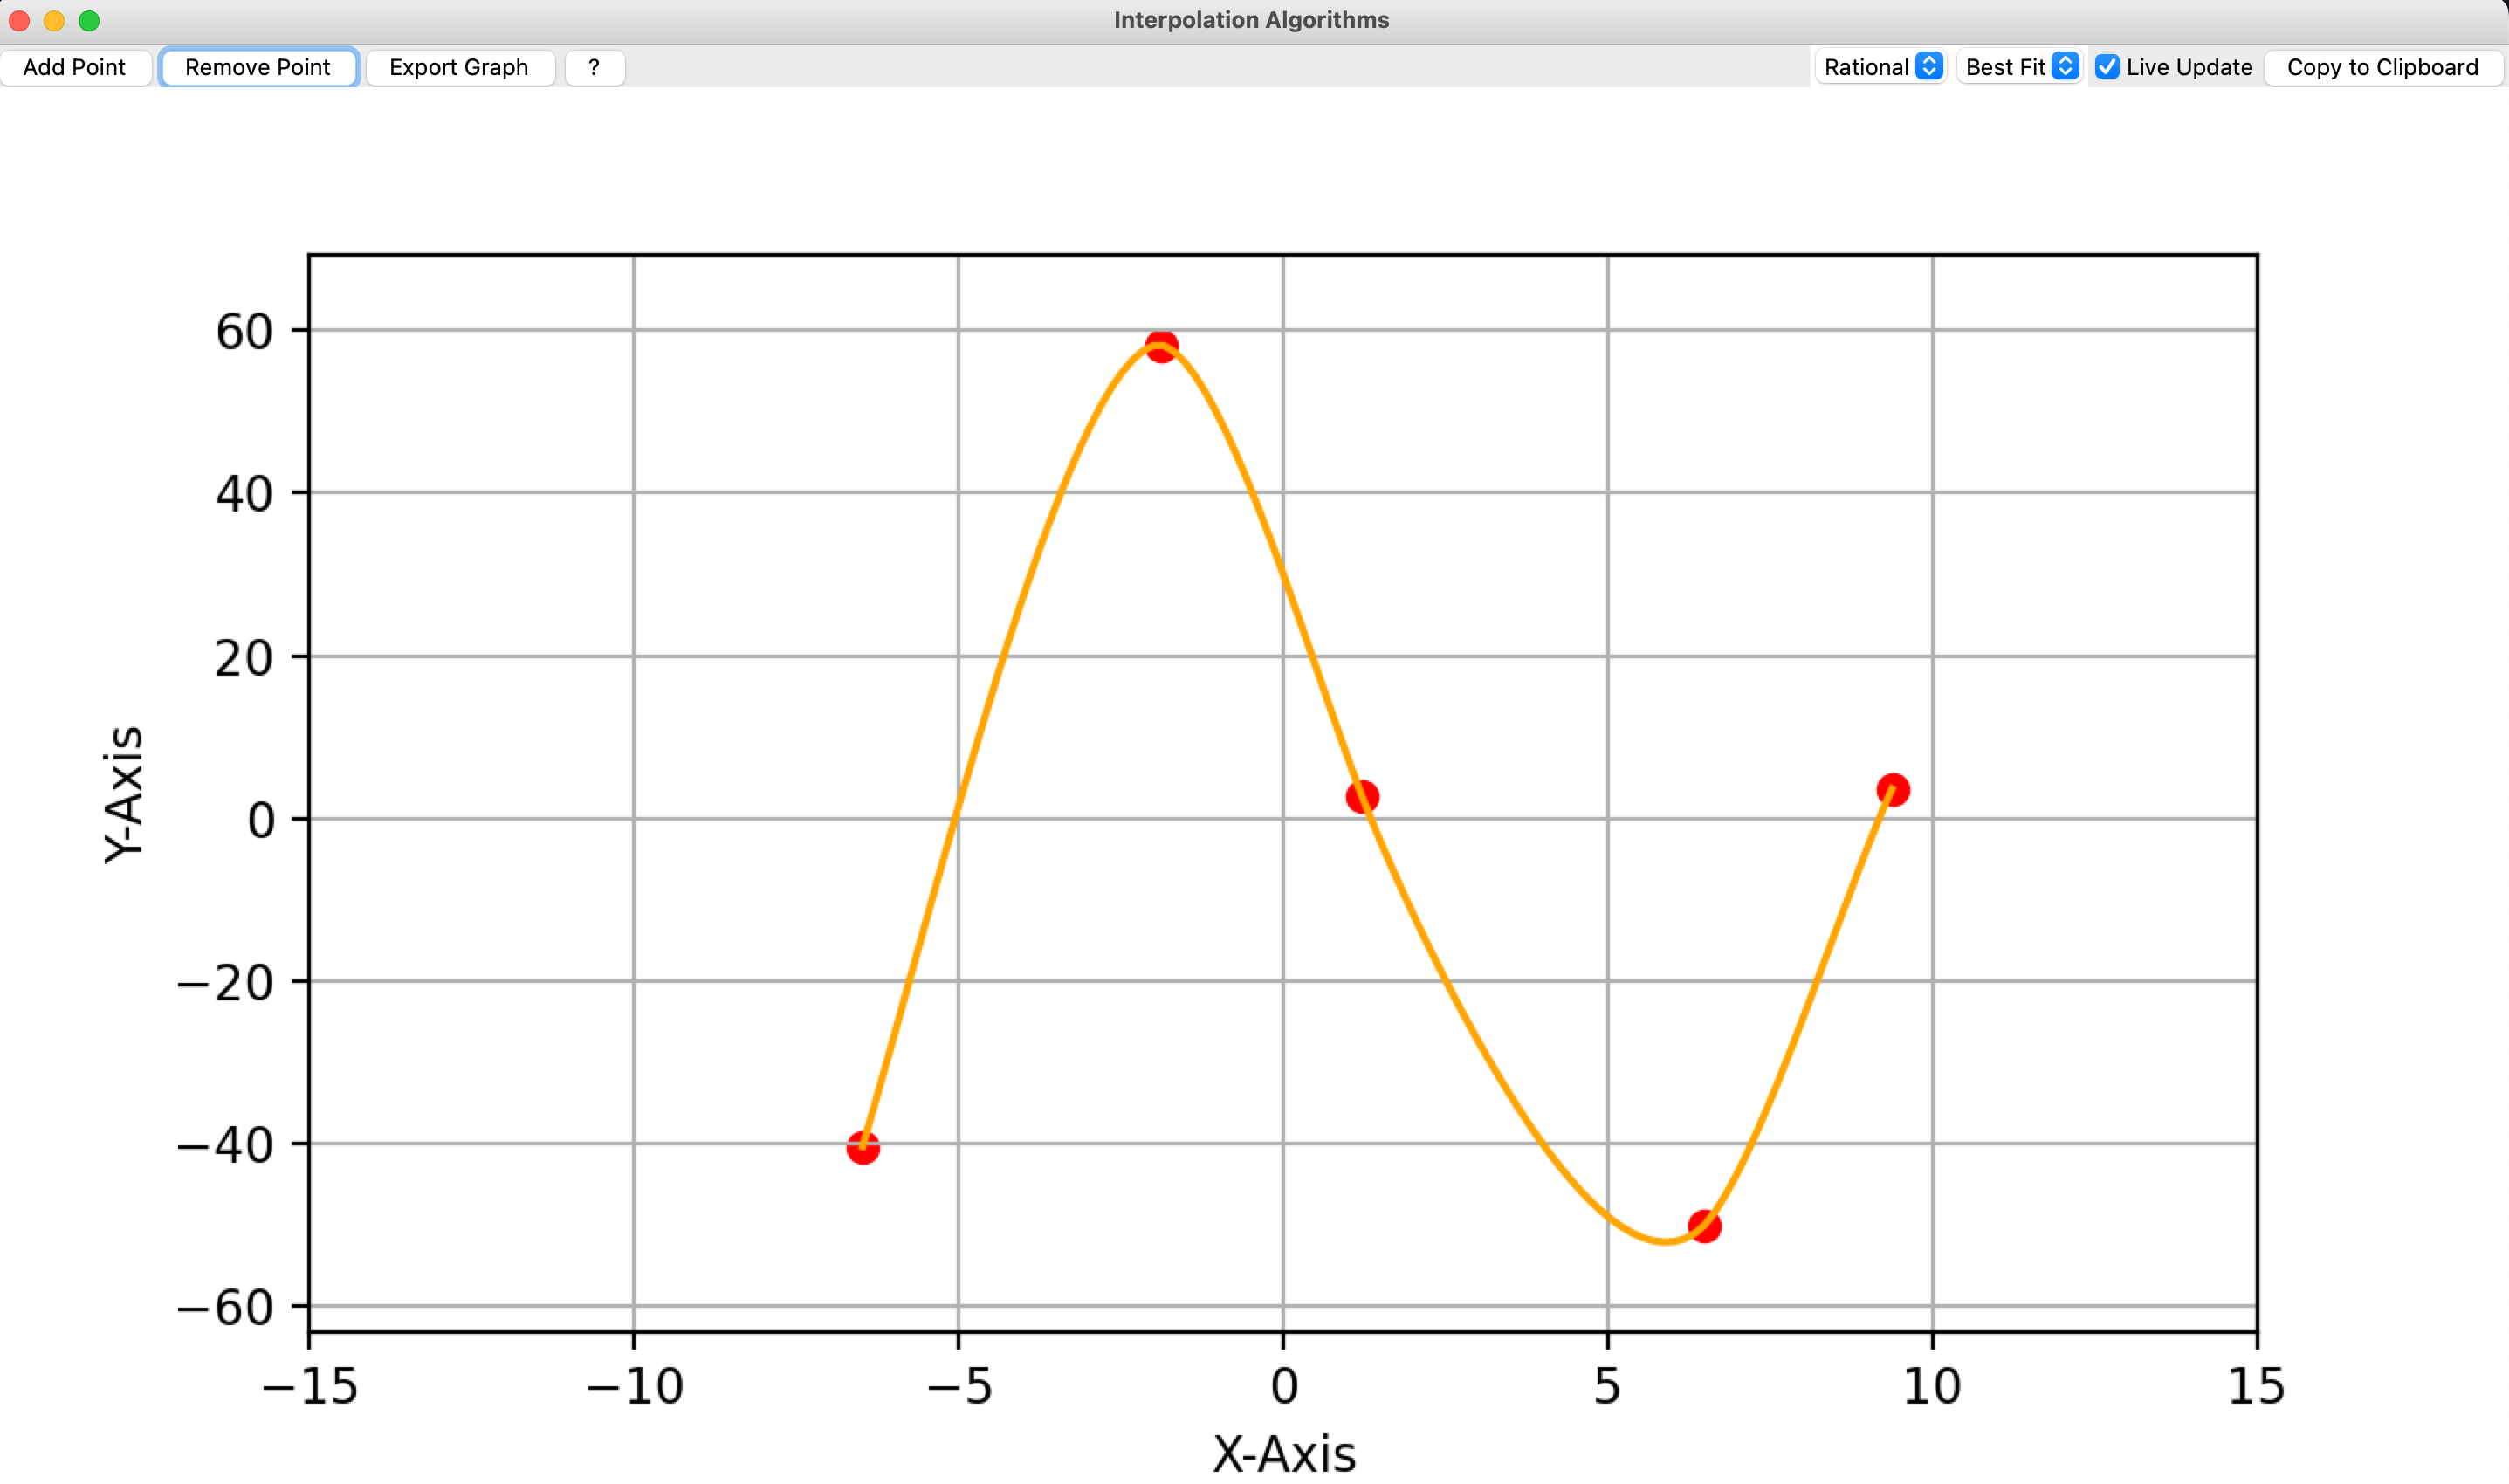 Interpolation Algorithms
Add Point Remove Point Export Graph ? Rational Best Fit Live Update Copy to Clipboard
60
40
20
0
−20
−40
−60
Y-Axis
−15 −10 −5 0 5 10 15
X-Axis